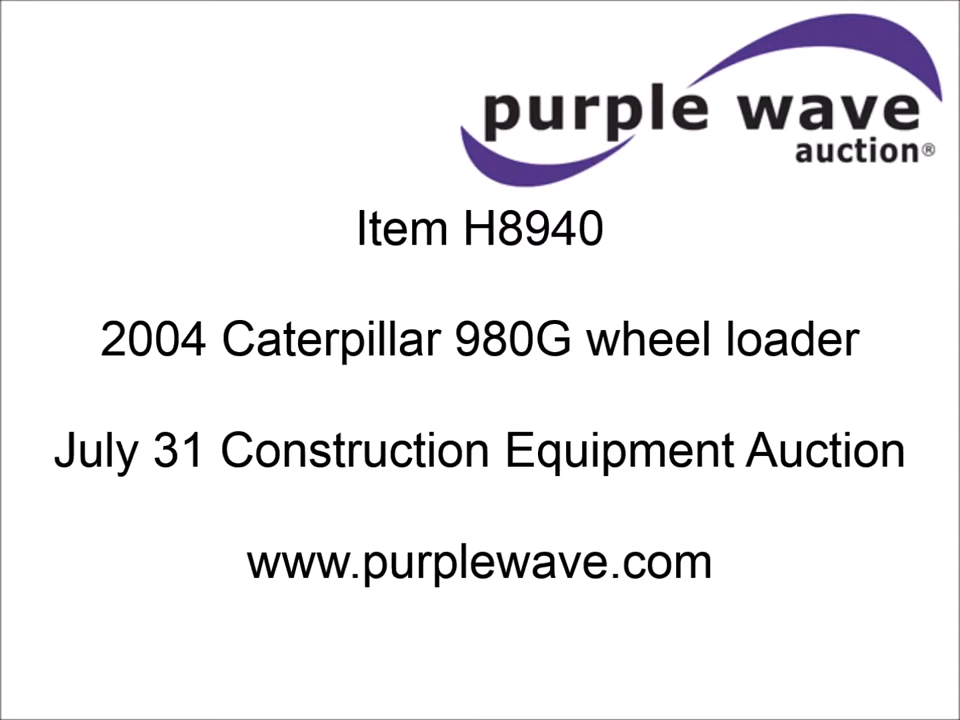 purple wave
auction®
Item H8940
2004 Caterpillar 980G wheel loader
July 31 Construction Equipment Auction
www.purplewave.com